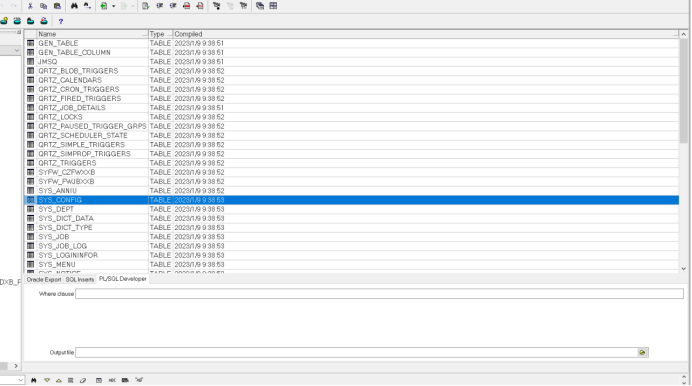 Name ... Type ... Compiled ...
GEN_TABLE TABLE 2023/1/9 9:38:51
GEN_TABLE_COLUMN TABLE 2023/1/9 9:38:51
JMSQ TABLE 2023/1/9 9:38:51
QRTZ_BLOB_TRIGGERS TABLE 2023/1/9 9:38:52
QRTZ_CALENDARS TABLE 2023/1/9 9:38:52
QRTZ_CRON_TRIGGERS TABLE 2023/1/9 9:38:52
QRTZ_FIRED_TRIGGERS TABLE 2023/1/9 9:38:52
QRTZ_JOB_DETAILS TABLE 2023/1/9 9:38:51
QRTZ_LOCKS TABLE 2023/1/9 9:38:52
QRTZ_PAUSED_TRIGGER_GRPS TABLE 2023/1/9 9:38:52
QRTZ_SCHEDULER_STATE TABLE 2023/1/9 9:38:52
QRTZ_SIMPLE_TRIGGERS TABLE 2023/1/9 9:38:52
QRTZ_SIMPROP_TRIGGERS TABLE 2023/1/9 9:38:52
QRTZ_TRIGGERS TABLE 2023/1/9 9:38:52
SYFW_CZFWXXB TABLE 2023/1/9 9:38:52
SYFW_FWJBXXB TABLE 2023/1/9 9:38:52
SYS_ANNIU TABLE 2023/1/9 9:38:52
SYS_CONFIG TABLE 2023/1/9 9:38:53
SYS_DEPT TABLE 2023/1/9 9:38:53
SYS_DICT_DATA TABLE 2023/1/9 9:38:53
SYS_DICT_TYPE TABLE 2023/1/9 9:38:53
SYS_JOB TABLE 2023/1/9 9:38:53
SYS_JOB_LOG TABLE 2023/1/9 9:38:53
SYS_LOGININFOR TABLE 2023/1/9 9:38:53
SYS_MENU TABLE 2023/1/9 9:38:53
SYS_NOTICE TABLE 2023/1/9 9:38:53
DXB_F Oracle Export SQL Inserts PL/SQL Developer
Where clause
Output file
ABC